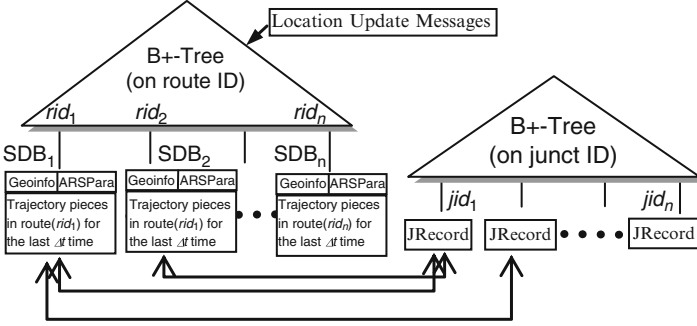 Location Update Messages
B+-Tree
(on route ID)
rid1 rid2 ridn
SDB1 SDB2 SDBn
Geoinfo ARSPara
Trajectory pieces
in route(rid1) for
the last Δt time
Geoinfo ARSPara
Trajectory pieces
in route(rid1) for
the last Δt time
Geoinfo ARSPara
Trajectory pieces
in route(ridn) for
the last Δt time
B+-Tree
(on junct ID)
jid1 jidn
JRecord JRecord JRecord